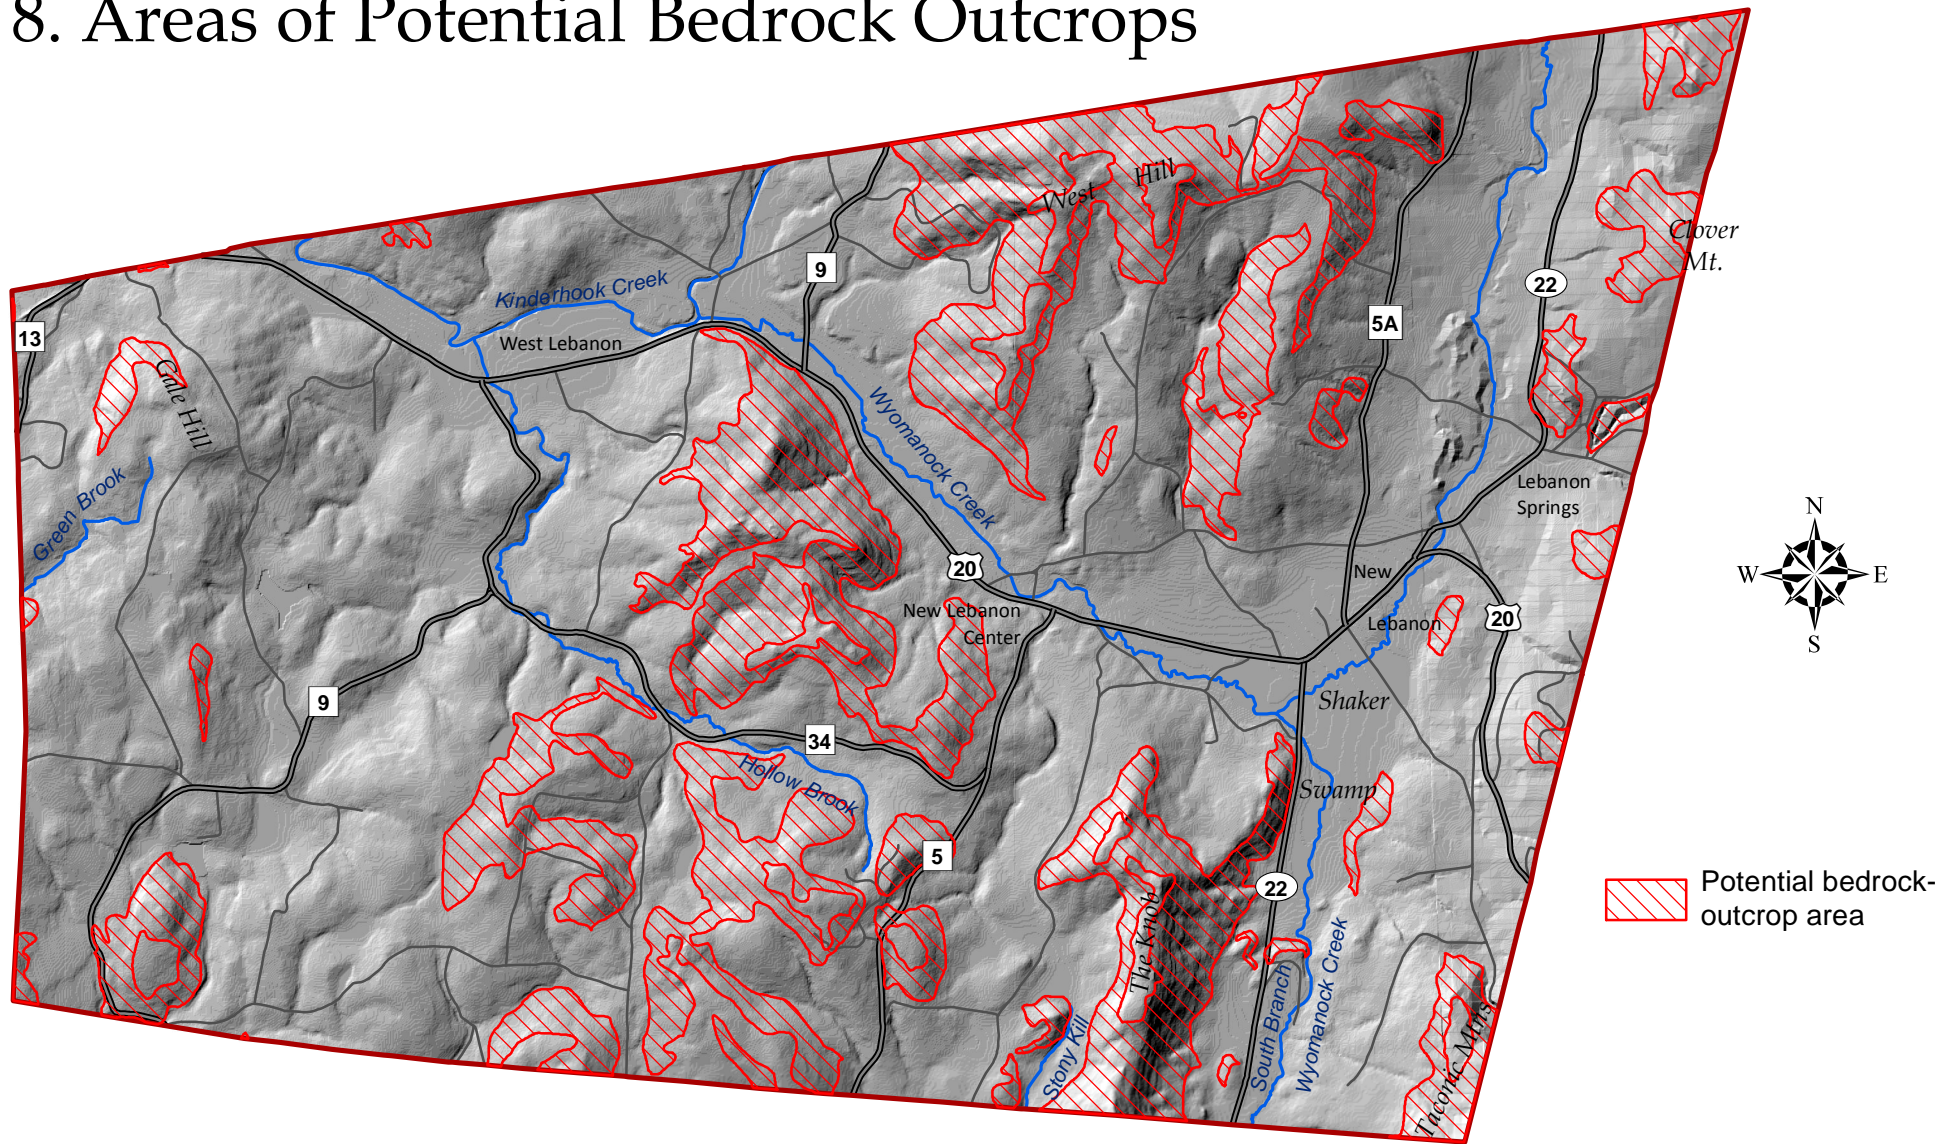 8. Areas of Potential Bedrock Outcrops
West Hill
Clover
Mt.
9
22
Kinderhook Creek
13
5A
West Lebanon
Gale Hill
Wyomanock Creek
Green Brook
Lebanon
Springs
N
W
E
S
20
New
New Lebanon
Center
Lebanon
20
9
Shaker
34
Hollow Brook
Swamp
5
22
Potential bedrock-
outcrop area
The Knob
South Branch
Wyomanock Creek
Stony Kill
Taconic Mtns